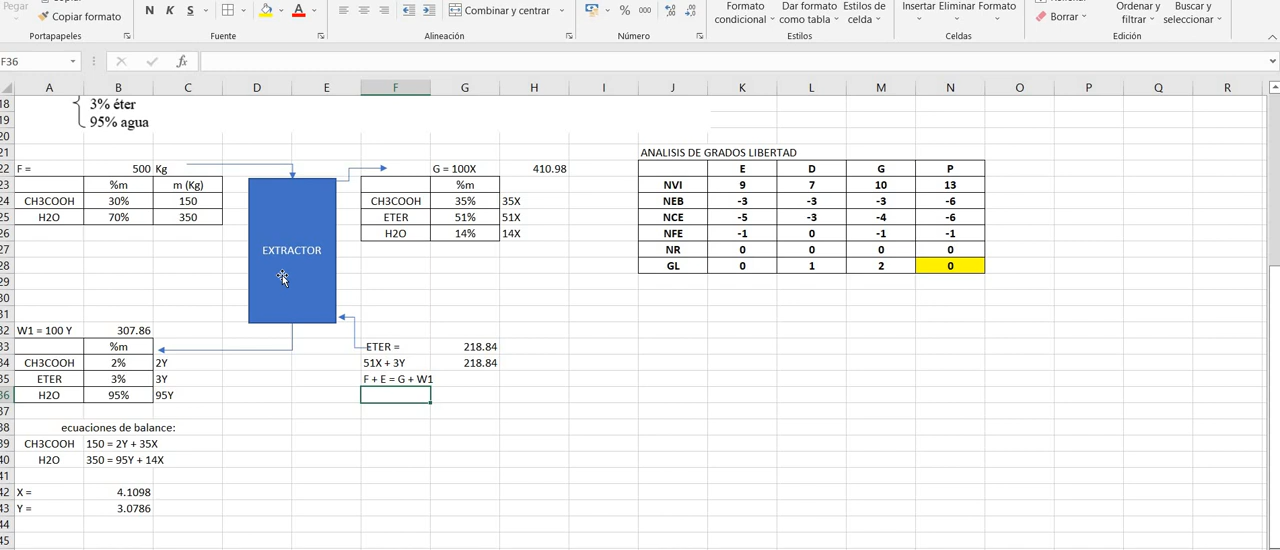 Pegar
Copiar formato
N K S
A
Combinar y centrar
% 000
Formato condicional
Dar formato como tabla
Estilos de celda
Insertar Eliminar Formato
Borrar
Ordenar y filtrar
Buscar y seleccionar
Portapapeles Fuente Alineación Número Estilos Celdas Edición
F36 fx
A B C D E F G H I J K L M N O P Q R
18 3% éter
19 95% agua
20
21 ANALISIS DE GRADOS LIBERTAD
22 F = 500 Kg G = 100X 410.98 E D G P
23 %m m (Kg) %m NVI 9 7 10 13
24 CH3COOH 30% 150 CH3COOH 35% 35X NEB -3 -3 -3 -6
25 H2O 70% 350 ETER 51% 51X NCE -5 -3 -4 -6
26 H2O 14% 14X NFE -1 0 -1 -1
27 EXTRACTOR NR 0 0 0 0
28 GL 0 1 2 0
29
30
31
32 W1 = 100 Y 307.86
33 %m ETER = 218.84
34 CH3COOH 2% 2Y 51X + 3Y 218.84
35 ETER 3% 3Y F + E = G + W1
36 H2O 95% 95Y
37
38 ecuaciones de balance:
39 CH3COOH 150 = 2Y + 35X
40 H2O 350 = 95Y + 14X
41
42 X = 4.1098
43 Y = 3.0786
44
45